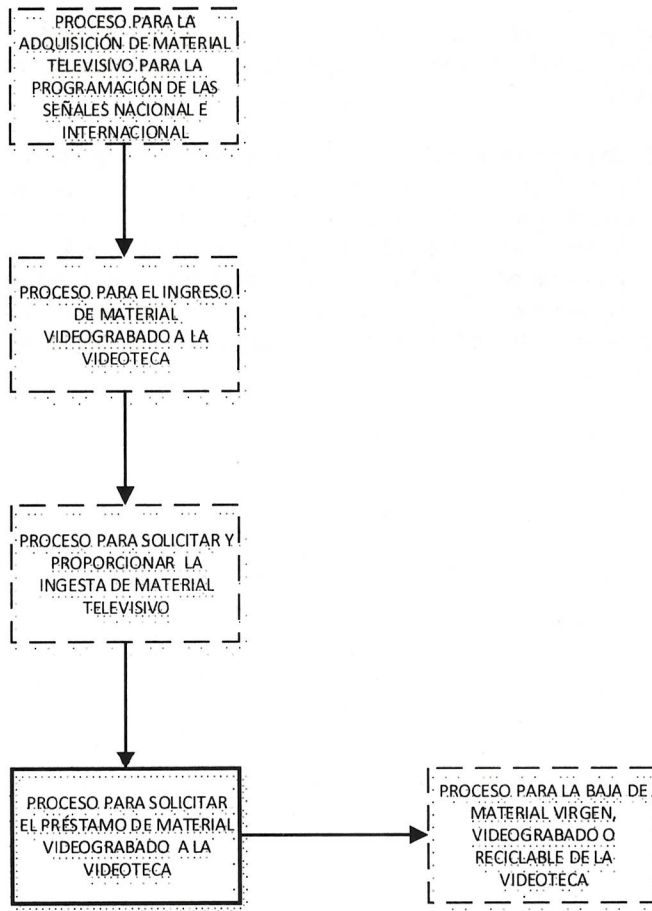 PROCESO PARA LA
ADQUISICIÓN DE MATERIAL
TELEVISIVO PARA LA
PROGRAMACIÓN DE LAS
SEÑALES NACIONAL E
INTERNACIONAL
PROCESO PARA EL INGRESO
DE MATERIAL
VIDEOGRABADO A LA
VIDEOTECA
PROCESO PARA SOLICITAR Y
PROPORCIONAR LA
INGESTA DE MATERIAL
TELEVISIVO
PROCESO PARA SOLICITAR
EL PRÉSTAMO DE MATERIAL
VIDEOGRABADO A LA
VIDEOTECA
PROCESO PARA LA BAJA DE
MATERIAL VIRGEN,
VIDEOGRABADO O
RECICLABLE DE LA
VIDEOTECA